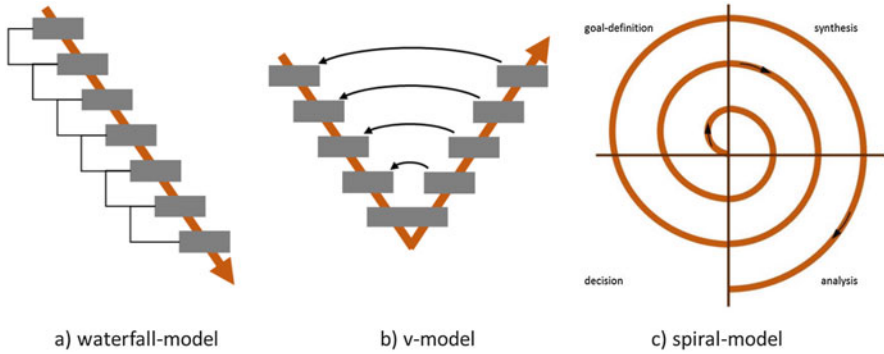 goal-definition
synthesis
decision
analysis
a) waterfall-model
b) v-model
c) spiral-model